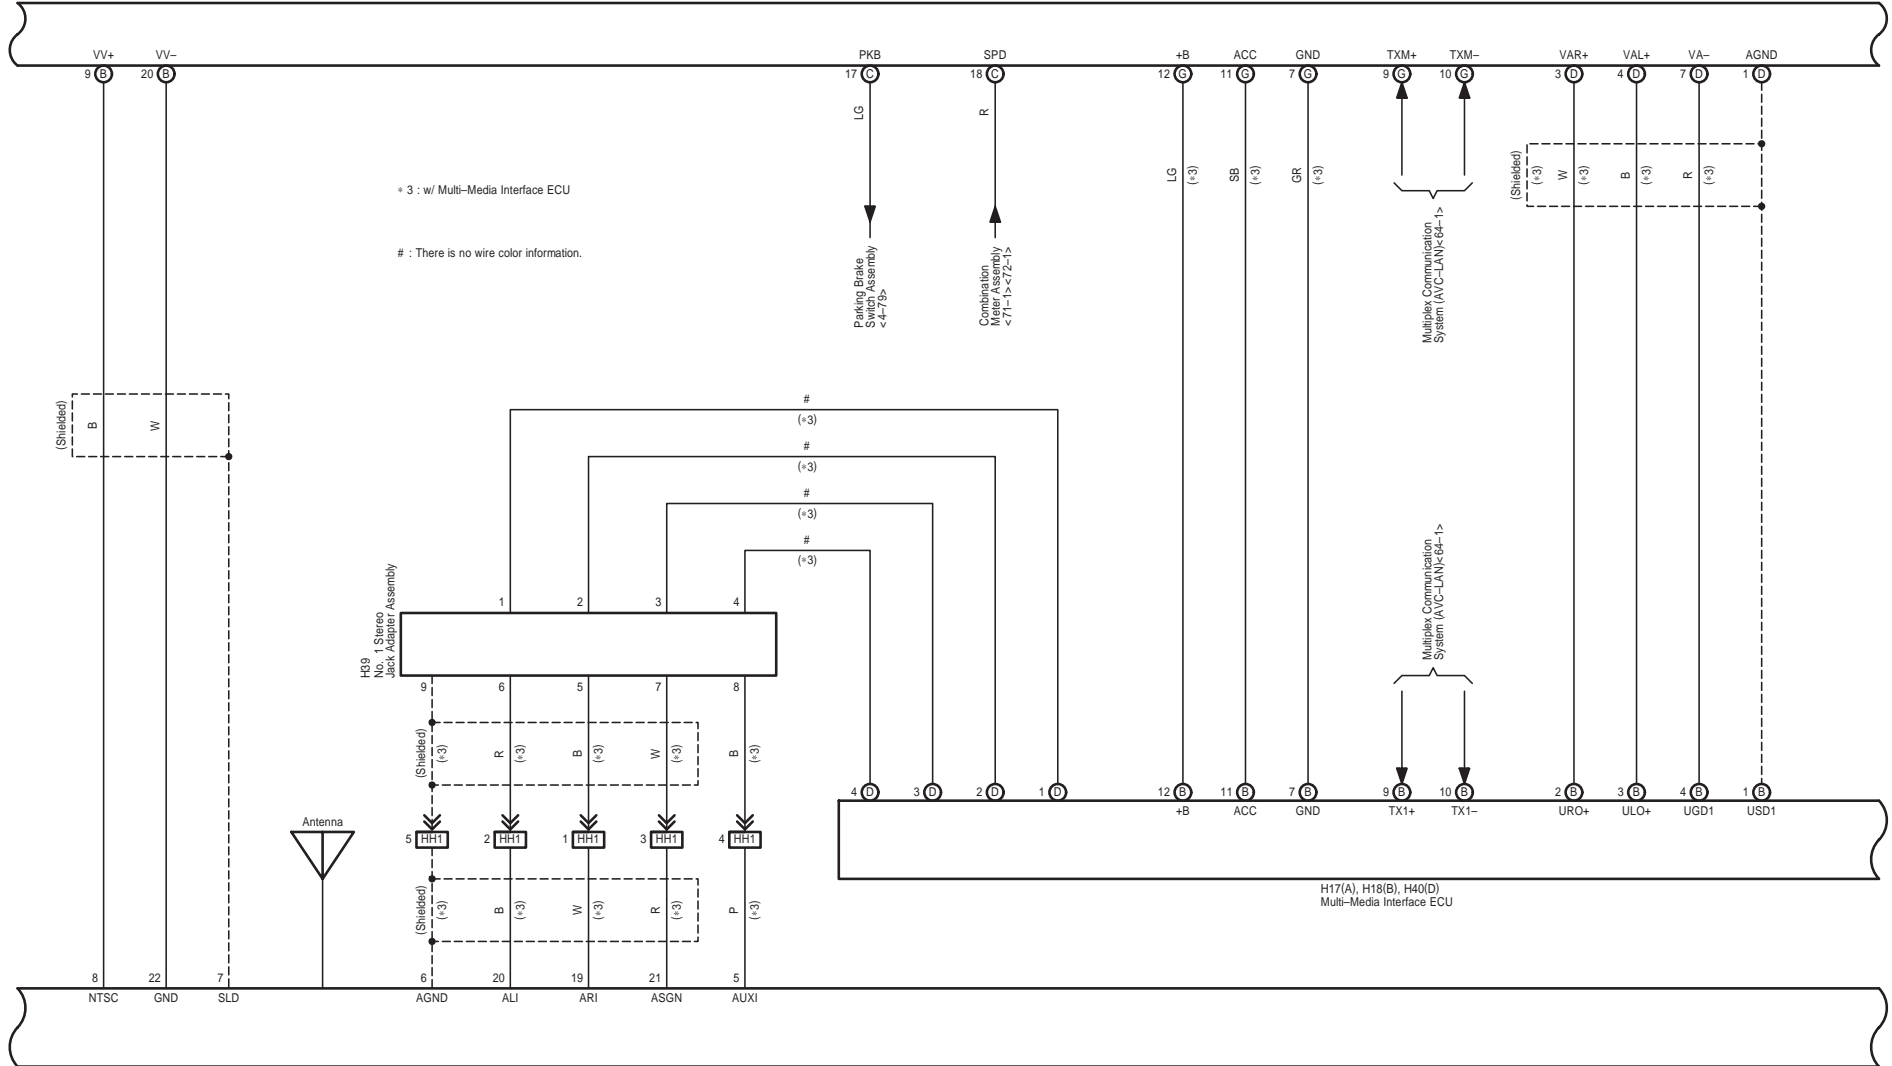 VV+ VV– PKB SPD +B ACC GND TXM+ TXM– VAR+ VAL+ VA– AGND
9 B 20 B 17 C 18 C 12 G 11 G 7 G 9 G 10 G 3 D 4 D 7 D 1 D
LG R
(Shielded) (∗3) W (∗3) B (∗3) R (∗3)
LG (∗3) SB (∗3) GR (∗3)
∗ 3 : w/ Multi–Media Interface ECU
# : There is no wire color information.
Parking Brake
Switch Assembly
<4–79>
Combination
Meter Assembly
<71–1><72–1>
Multiplex Communication
System (AVC–LAN)<64–1>
(Shielded) B W
#
(∗3)
#
(∗3)
#
(∗3)
#
(∗3)
Multiplex Communication
System (AVC–LAN)<64–1>
H39
No. 1 Stereo
Jack Adapter Assembly
1 2 3 4
9 6 5 7 8
(Shielded) (∗3) R (∗3) B (∗3) W (∗3) B (∗3)
4 D 3 D 2 D 1 D 12 B 11 B 7 B 9 B 10 B 2 B 3 B 4 B 1 B
+B ACC GND TX1+ TX1– URO+ ULO+ UGD1 USD1
Antenna
5 HH1 2 HH1 1 HH1 3 HH1 4 HH1
H17(A), H18(B), H40(D)
Multi–Media Interface ECU
(Shielded) (∗3) B (∗3) W (∗3) R (∗3) P (∗3)
8 22 7 6 20 19 21 5
NTSC GND SLD AGND ALI ARI ASGN AUXI